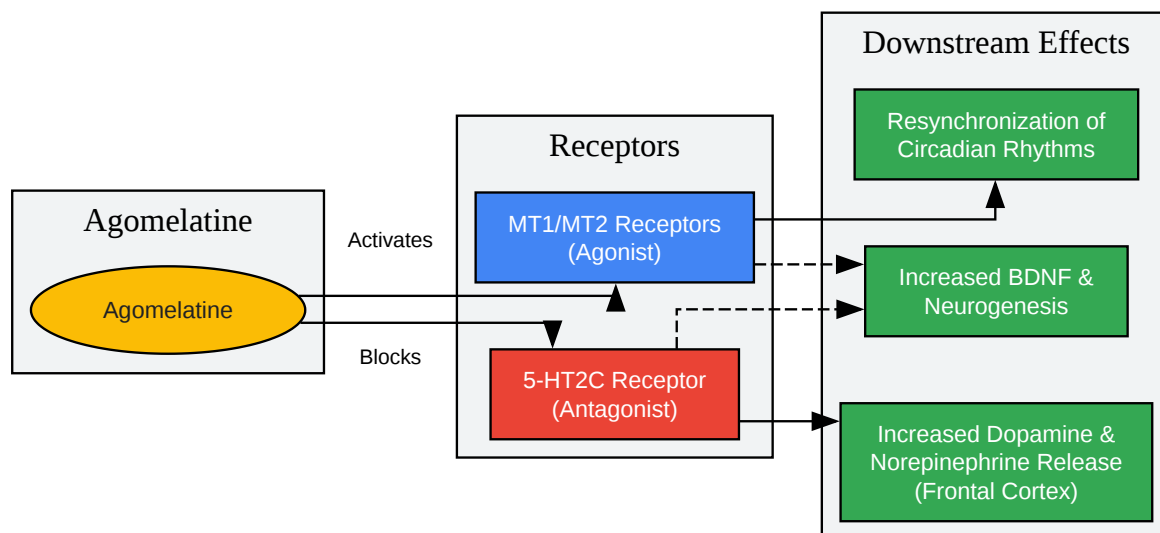 Agomelatine
Agomelatine
Activates
Blocks
Receptors
MT1/MT2 Receptors
(Agonist)
5-HT2C Receptor
(Antagonist)
Downstream Effects
Resynchronization of
Circadian Rhythms
Increased BDNF &
Neurogenesis
Increased Dopamine &
Norepinephrine Release
(Frontal Cortex)